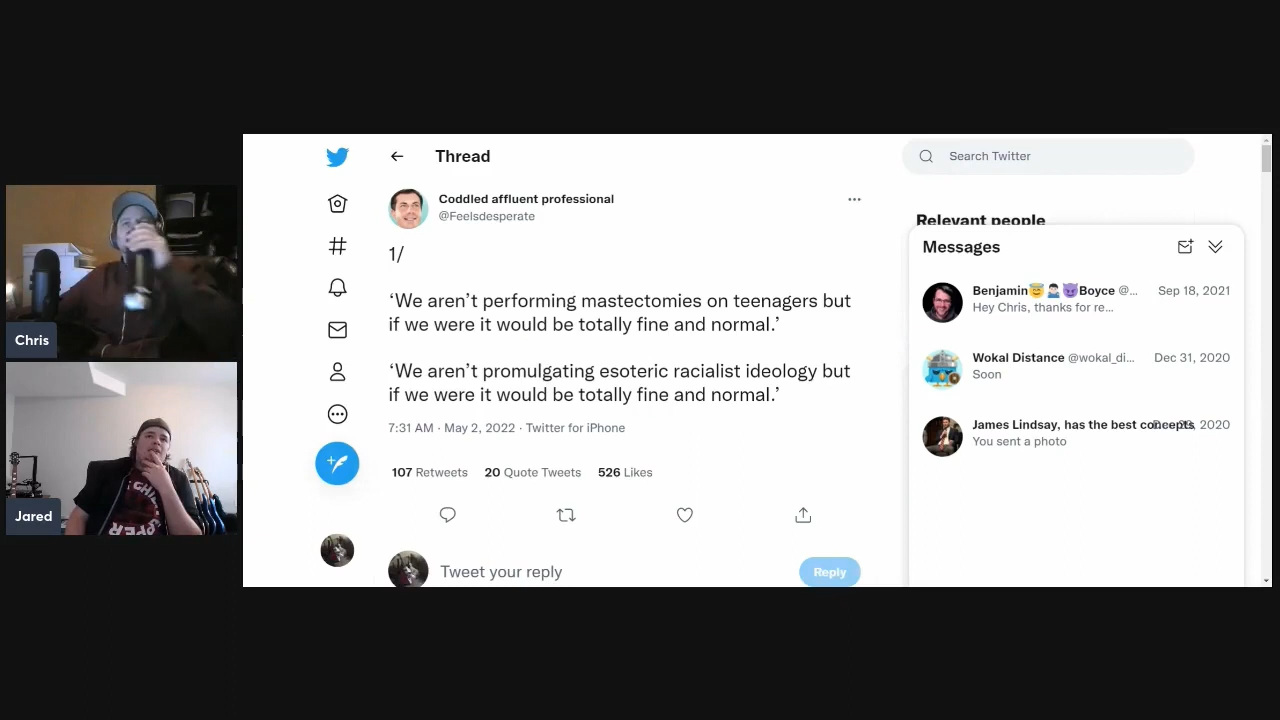 Chris
Jared
Thread
Coddled affluent professional
@Feelsdesperate
1/
‘We aren’t performing mastectomies on teenagers but
if we were it would be totally fine and normal.’
‘We aren’t promulgating esoteric racialist ideology but
if we were it would be totally fine and normal.’
7:31 AM · May 2, 2022 · Twitter for iPhone
107 Retweets 20 Quote Tweets 526 Likes
Tweet your reply
Reply
Search Twitter
Relevant people
Messages
Benjamin😇🤷🏻‍♂️😈Boyce @... Sep 18, 2021
Hey Chris, thanks for re...
Wokal Distance @wokal_di... Dec 31, 2020
Soon
James Lindsay, has the best concepts 2020
You sent a photo